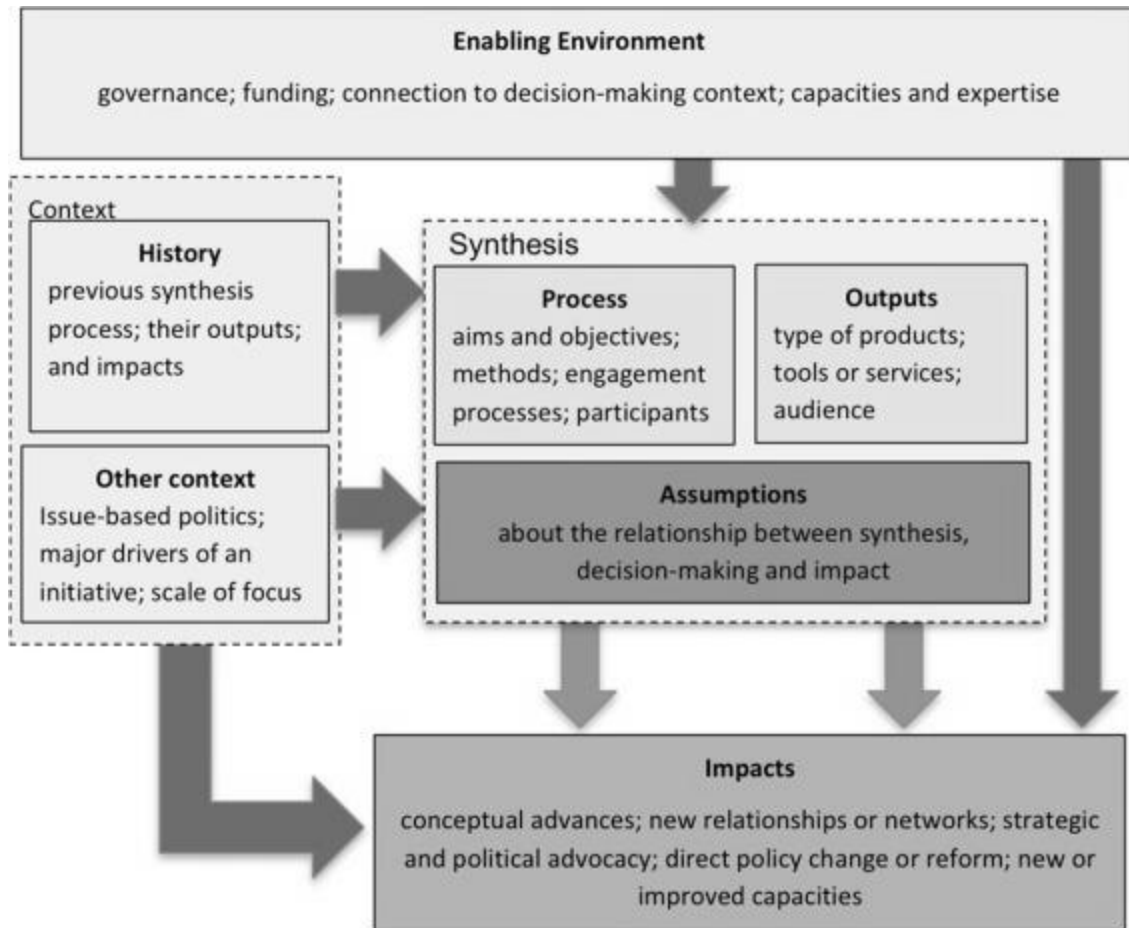 Enabling Environment
governance; funding; connection to decision-making context; capacities and expertise
Context
History
previous synthesis
process; their outputs;
and impacts
Other context
Issue-based politics;
major drivers of an
initiative; scale of focus
Synthesis
Process
aims and objectives;
methods; engagement
processes; participants
Outputs
type of products;
tools or services;
audience
Assumptions
about the relationship between synthesis,
decision-making and impact
Impacts
conceptual advances; new relationships or networks; strategic
and political advocacy; direct policy change or reform; new or
improved capacities